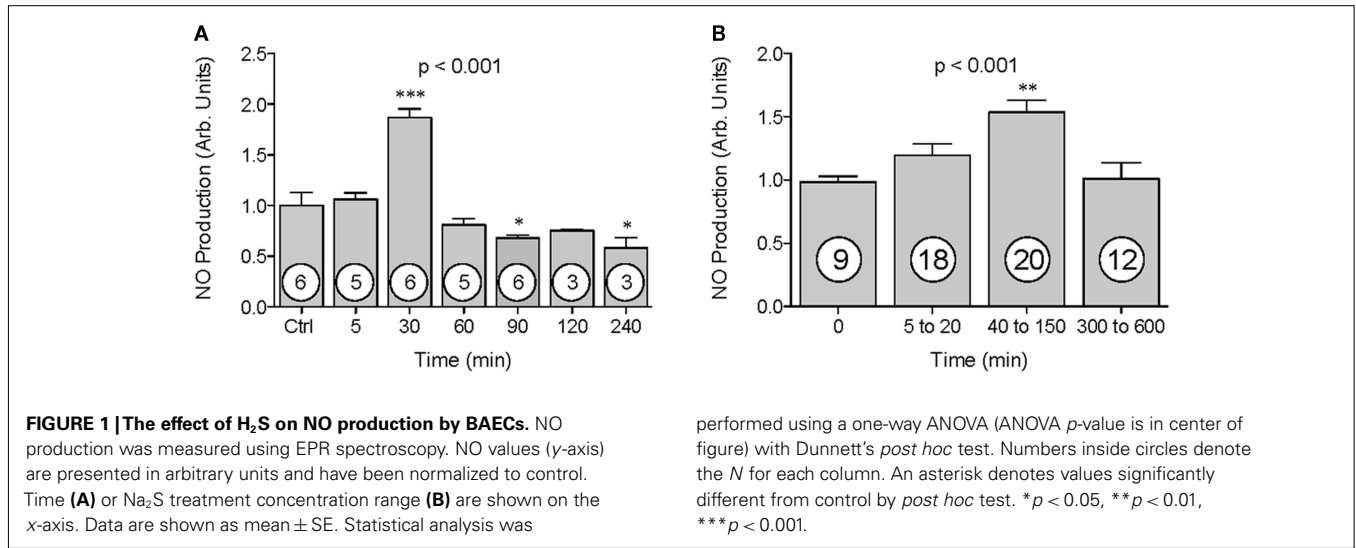 A
NO Production (Arb. Units)
2.5
2.0
1.5
1.0
0.5
0.0
p < 0.001
***
*
*
6 5 6 5 6 3 3
Ctrl 5 30 60 90 120 240
Time (min)
B
NO Production (Arb. Units)
2.0
1.5
1.0
0.5
0.0
p < 0.001
**
9 18 20 12
0 5 to 20 40 to 150 300 to 600
Time (min)
FIGURE 1 | The effect of H₂S on NO production by BAECs. NO
production was measured using EPR spectroscopy. NO values (y-axis)
are presented in arbitrary units and have been normalized to control.
Time (A) or Na₂S treatment concentration range (B) are shown on the
x-axis. Data are shown as mean ± SE. Statistical analysis was
performed using a one-way ANOVA (ANOVA p-value is in center of
figure) with Dunnett's post hoc test. Numbers inside circles denote
the N for each column. An asterisk denotes values significantly
different from control by post hoc test. *p < 0.05, **p < 0.01,
***p < 0.001.